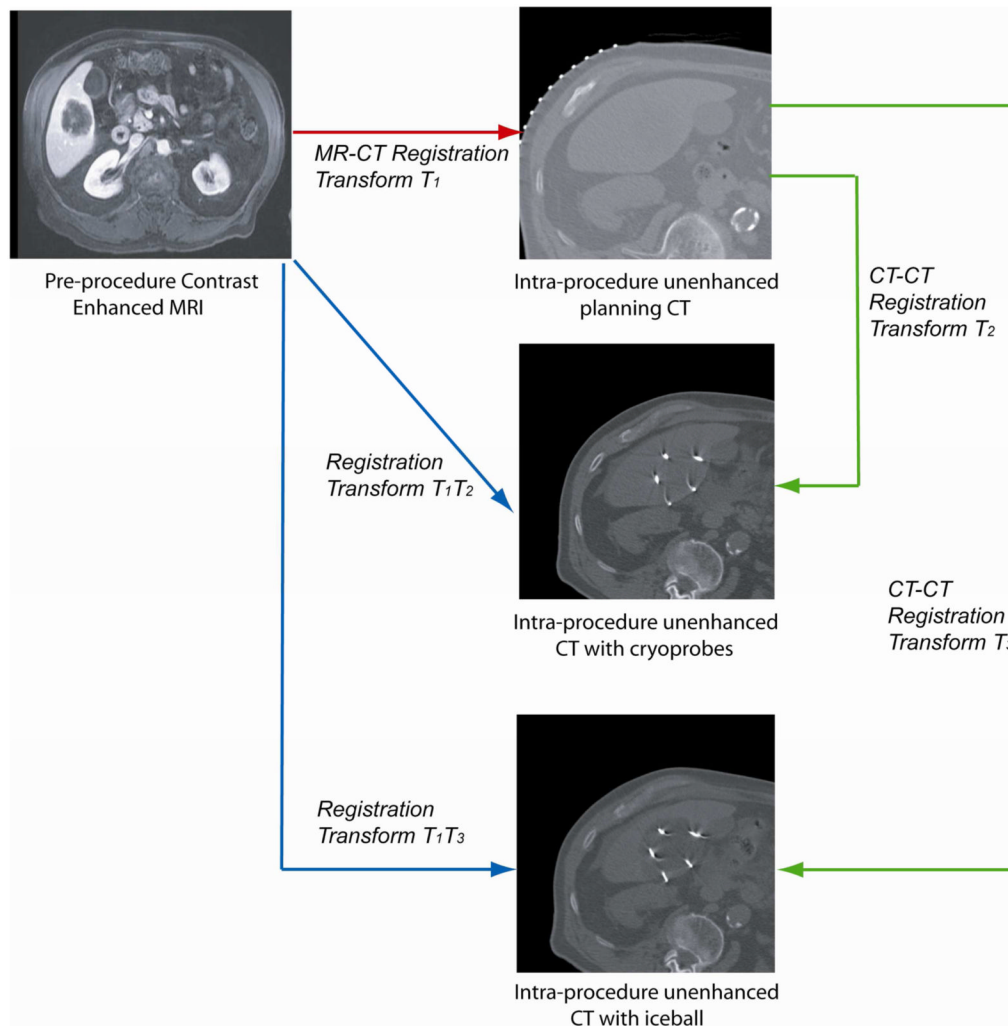 MR-CT Registration
Transform T1
Pre-procedure Contrast
Enhanced MRI
Intra-procedure unenhanced
planning CT
CT-CT
Registration
Transform T2
Registration
Transform T1T2
Intra-procedure unenhanced
CT with cryoprobes
CT-CT
Registration
Transform
Registration
Transform T1T3
Intra-procedure unenhanced
CT with iceball